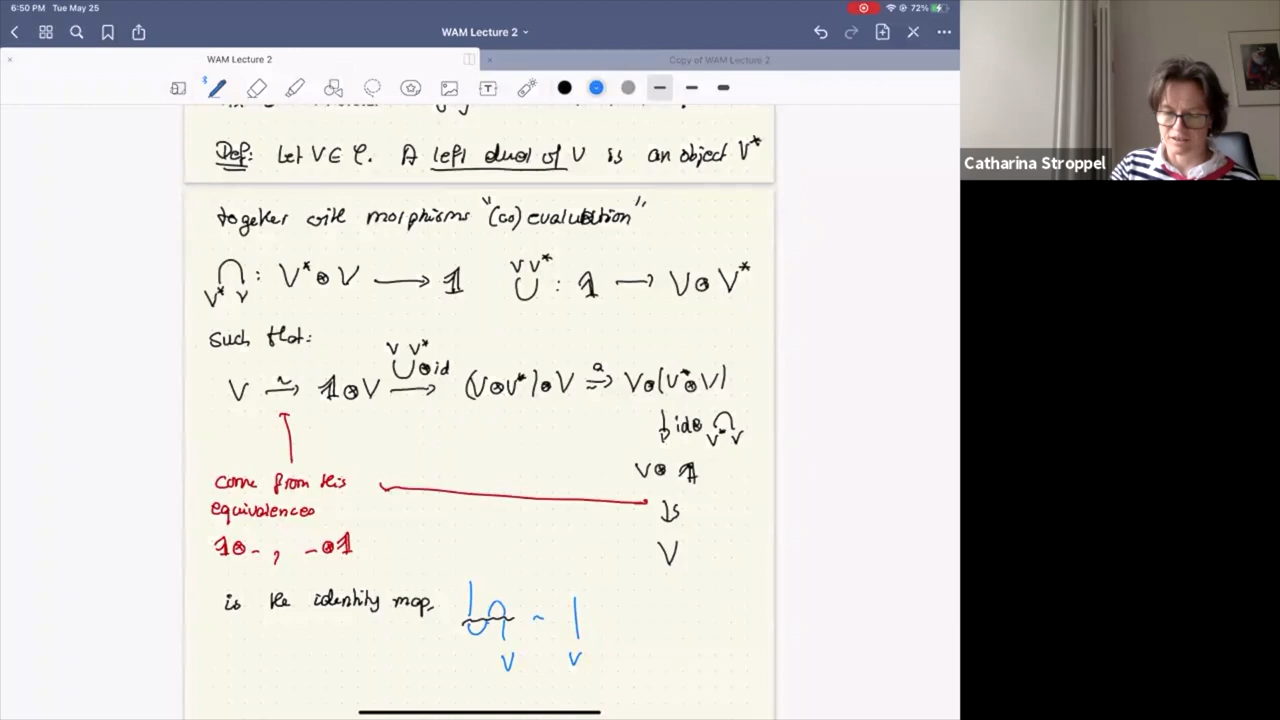 6:50 PM Tue May 25
72%
WAM Lecture 2
WAM Lecture 2
Copy of WAM Lecture 2
Def: Let V ∈ C. A left dual of V is an object V*
together with morphisms "(co)evaluation"
V* V : V* ⊗ V → 𝟙 V V* : 𝟙 → V ⊗ V*
such that:
V V*
⊗ id
V ≃ 𝟙 ⊗ V → (V ⊗ V*) ⊗ V a ≃ V ⊗ (V* ⊗ V)
id ⊗ V* V
V ⊗ 𝟙
come from this
equivalences
V
𝟙 ⊗ - , - ⊗ 𝟙
is the identity map.
~
V V
Catharina Stroppel